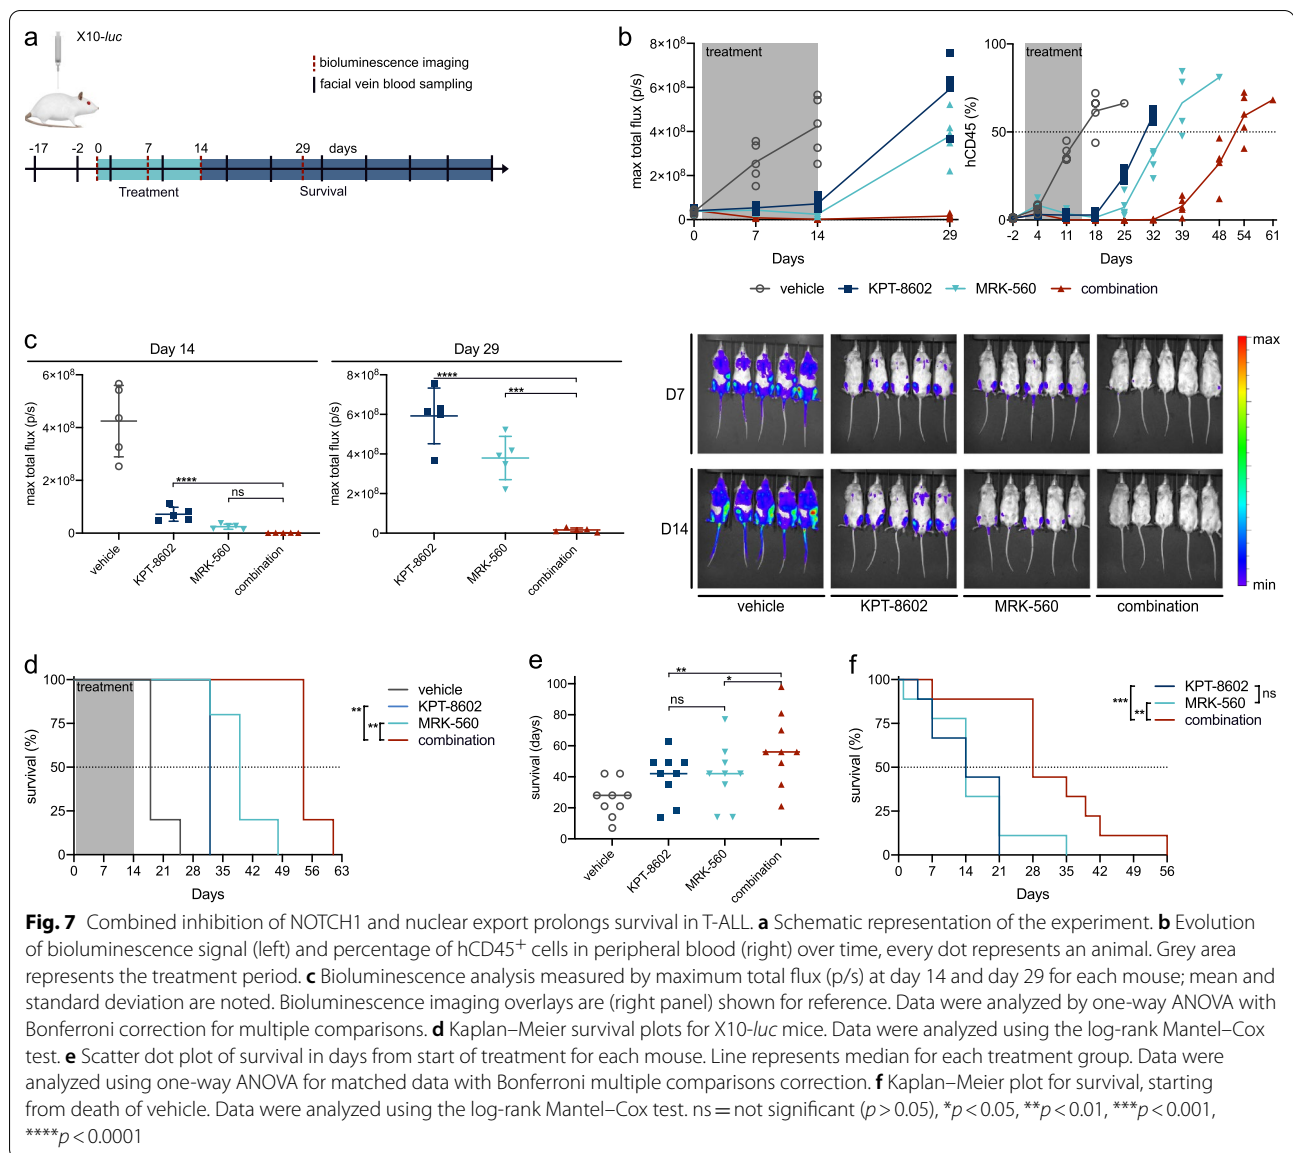 a
X10-luc
bioluminescence imaging
facial vein blood sampling
-17 -2 0 7 14 29 days
Treatment Survival
b
max total flux (p/s)
8×10⁸
6×10⁸
4×10⁸
2×10⁸
0
treatment
0 7 14 29
Days
hCD45 (%)
100
50
0
treatment
-2 4 11 18 25 32 39 48 54 61
Days
vehicle KPT-8602 MRK-560 combination
c
Day 14
max total flux (p/s)
6×10⁸
4×10⁸
2×10⁸
0
****
ns
vehicle KPT-8602 MRK-560 combination
Day 29
max total flux (p/s)
8×10⁸
6×10⁸
4×10⁸
2×10⁸
0
****
***
KPT-8602 MRK-560 combination
D7
D14
vehicle KPT-8602 MRK-560 combination
max
min
d
survival (%)
100
75
50
25
0
treatment
0 7 14 21 28 35 42 49 56 63
Days
vehicle
KPT-8602
MRK-560
combination
**
**
e
survival (days)
100
80
60
40
20
0
**
*
ns
vehicle KPT-8602 MRK-560 combination
f
survival (%)
100
75
50
25
0
0 7 14 21 28 35 42 49 56
Days
KPT-8602
MRK-560
combination
***
**
ns
Fig. 7 Combined inhibition of NOTCH1 and nuclear export prolongs survival in T-ALL. a Schematic representation of the experiment. b Evolution
of bioluminescence signal (left) and percentage of hCD45⁺ cells in peripheral blood (right) over time, every dot represents an animal. Grey area
represents the treatment period. c Bioluminescence analysis measured by maximum total flux (p/s) at day 14 and day 29 for each mouse; mean and
standard deviation are noted. Bioluminescence imaging overlays are (right panel) shown for reference. Data were analyzed by one-way ANOVA with
Bonferroni correction for multiple comparisons. d Kaplan–Meier survival plots for X10-luc mice. Data were analyzed using the log-rank Mantel–Cox
test. e Scatter dot plot of survival in days from start of treatment for each mouse. Line represents median for each treatment group. Data were
analyzed using one-way ANOVA for matched data with Bonferroni multiple comparisons correction. f Kaplan–Meier plot for survival, starting
from death of vehicle. Data were analyzed using the log-rank Mantel–Cox test. ns = not significant (p > 0.05), *p < 0.05, **p < 0.01, ***p < 0.001,
****p < 0.0001